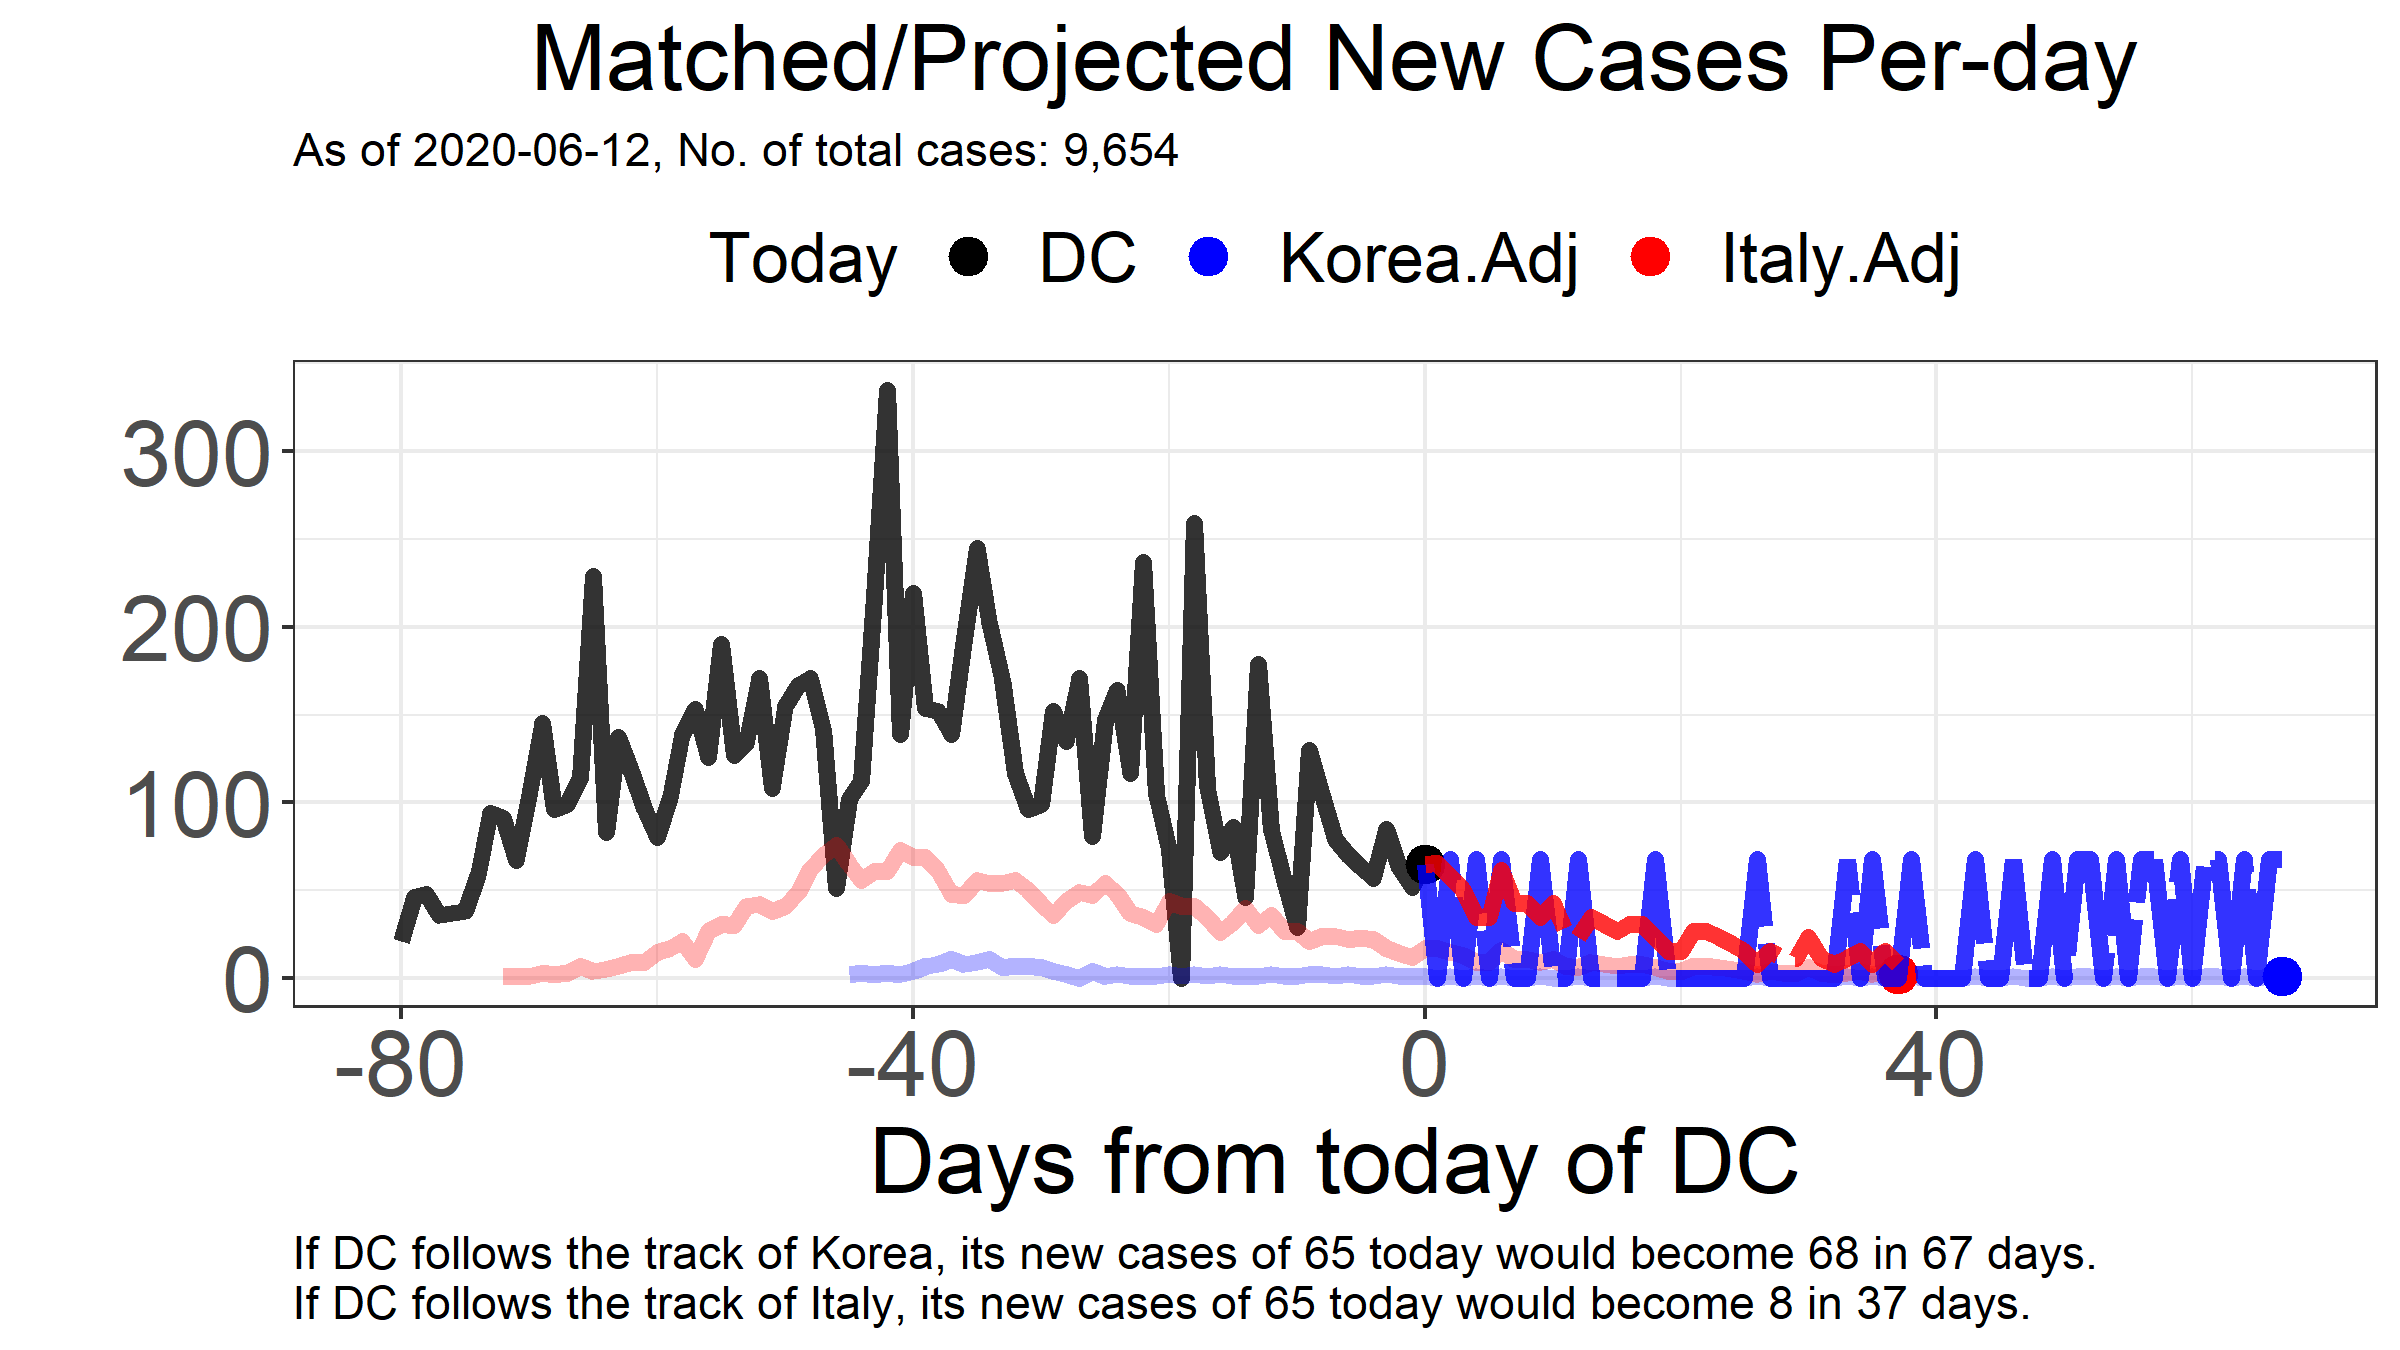 Matched/Projected New Cases Per-day
As of 2020-06-12, No. of total cases: 9,654
Today DC Korea.Adj Italy.Adj
300
200
100
0
-80 -40 0 40
Days from today of DC
If DC follows the track of Korea, its new cases of 65 today would become 68 in 67 days.
If DC follows the track of Italy, its new cases of 65 today would become 8 in 37 days.